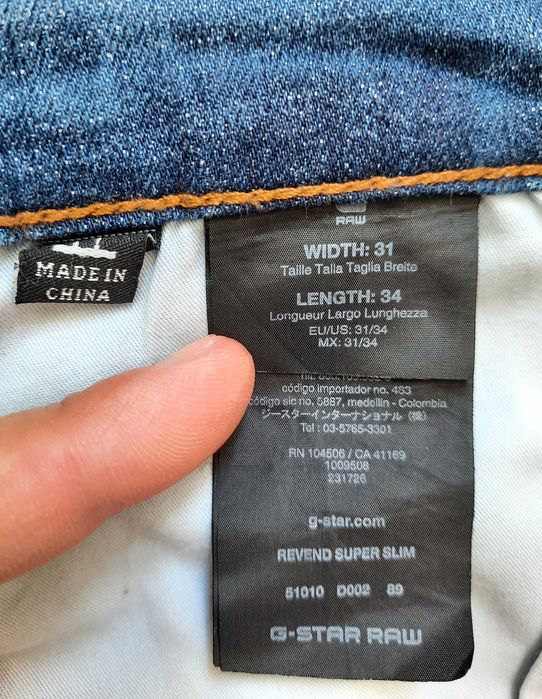 MADE IN
CHINA
RAW
WIDTH: 31
Taille Talla Taglia Breite
LENGTH: 34
Longueur Largo Lunghezza
EU/US: 31/34
MX: 31/34
código importador no. 483
código sic no. 5887, medellin - Colombia
ジースターインターナショナル (株)
Tel : 03-5765-3301
RN 104506 / CA 41169
1009508
231726
g-star.com
REVEND SUPER SLIM
51010 D002 89
G-STAR RAW